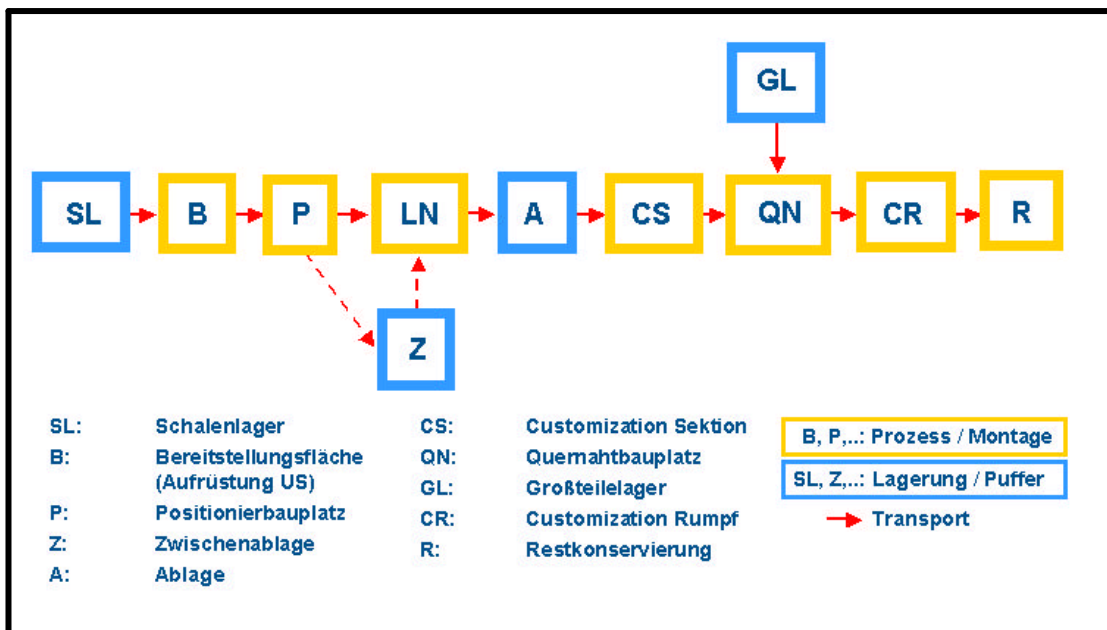 GL
SL
B
P
LN
A
CS
QN
CR
R
Z
SL: Schalenlager
B: Bereitstellungsfläche
(Aufrüstung US)
P: Positionierbauplatz
Z: Zwischenablage
A: Ablage
CS: Customization Sektion
QN: Quernahtbauplatz
GL: Großteilelager
CR: Customization Rumpf
R: Restkonservierung
B, P,..: Prozess / Montage
SL, Z,..: Lagerung / Puffer
Transport